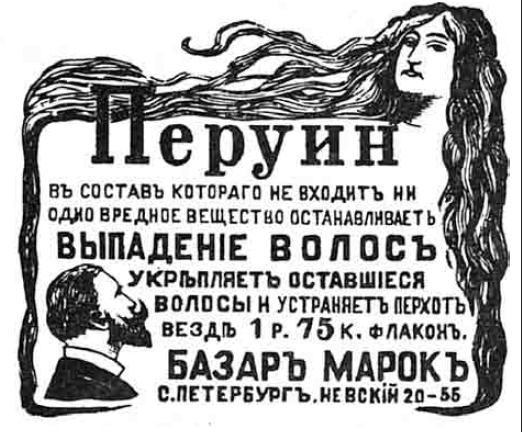 Перуин
ВЪ СОСТАВЪ КОТОРАГО НЕ ВХОДИТЪ НИ
ОДНО ВРЕДНОЕ ВЕЩЕСТВО ОСТАНАВЛИВАЕТЪ
ВЫПАДЕНІЕ ВОЛОСЪ
УКРѢПЛЯЕТЪ ОСТАВШІЕСЯ
ВОЛОСЫ И УСТРАНЯЕТЪ ПЕРХОТЬ
ВЕЗДѢ 1 Р. 75 К. ФЛАКОНЪ.
БАЗАРЪ МАРОКЪ
С.ПЕТЕРБУРГЪ, НЕВСКІЙ 20-55